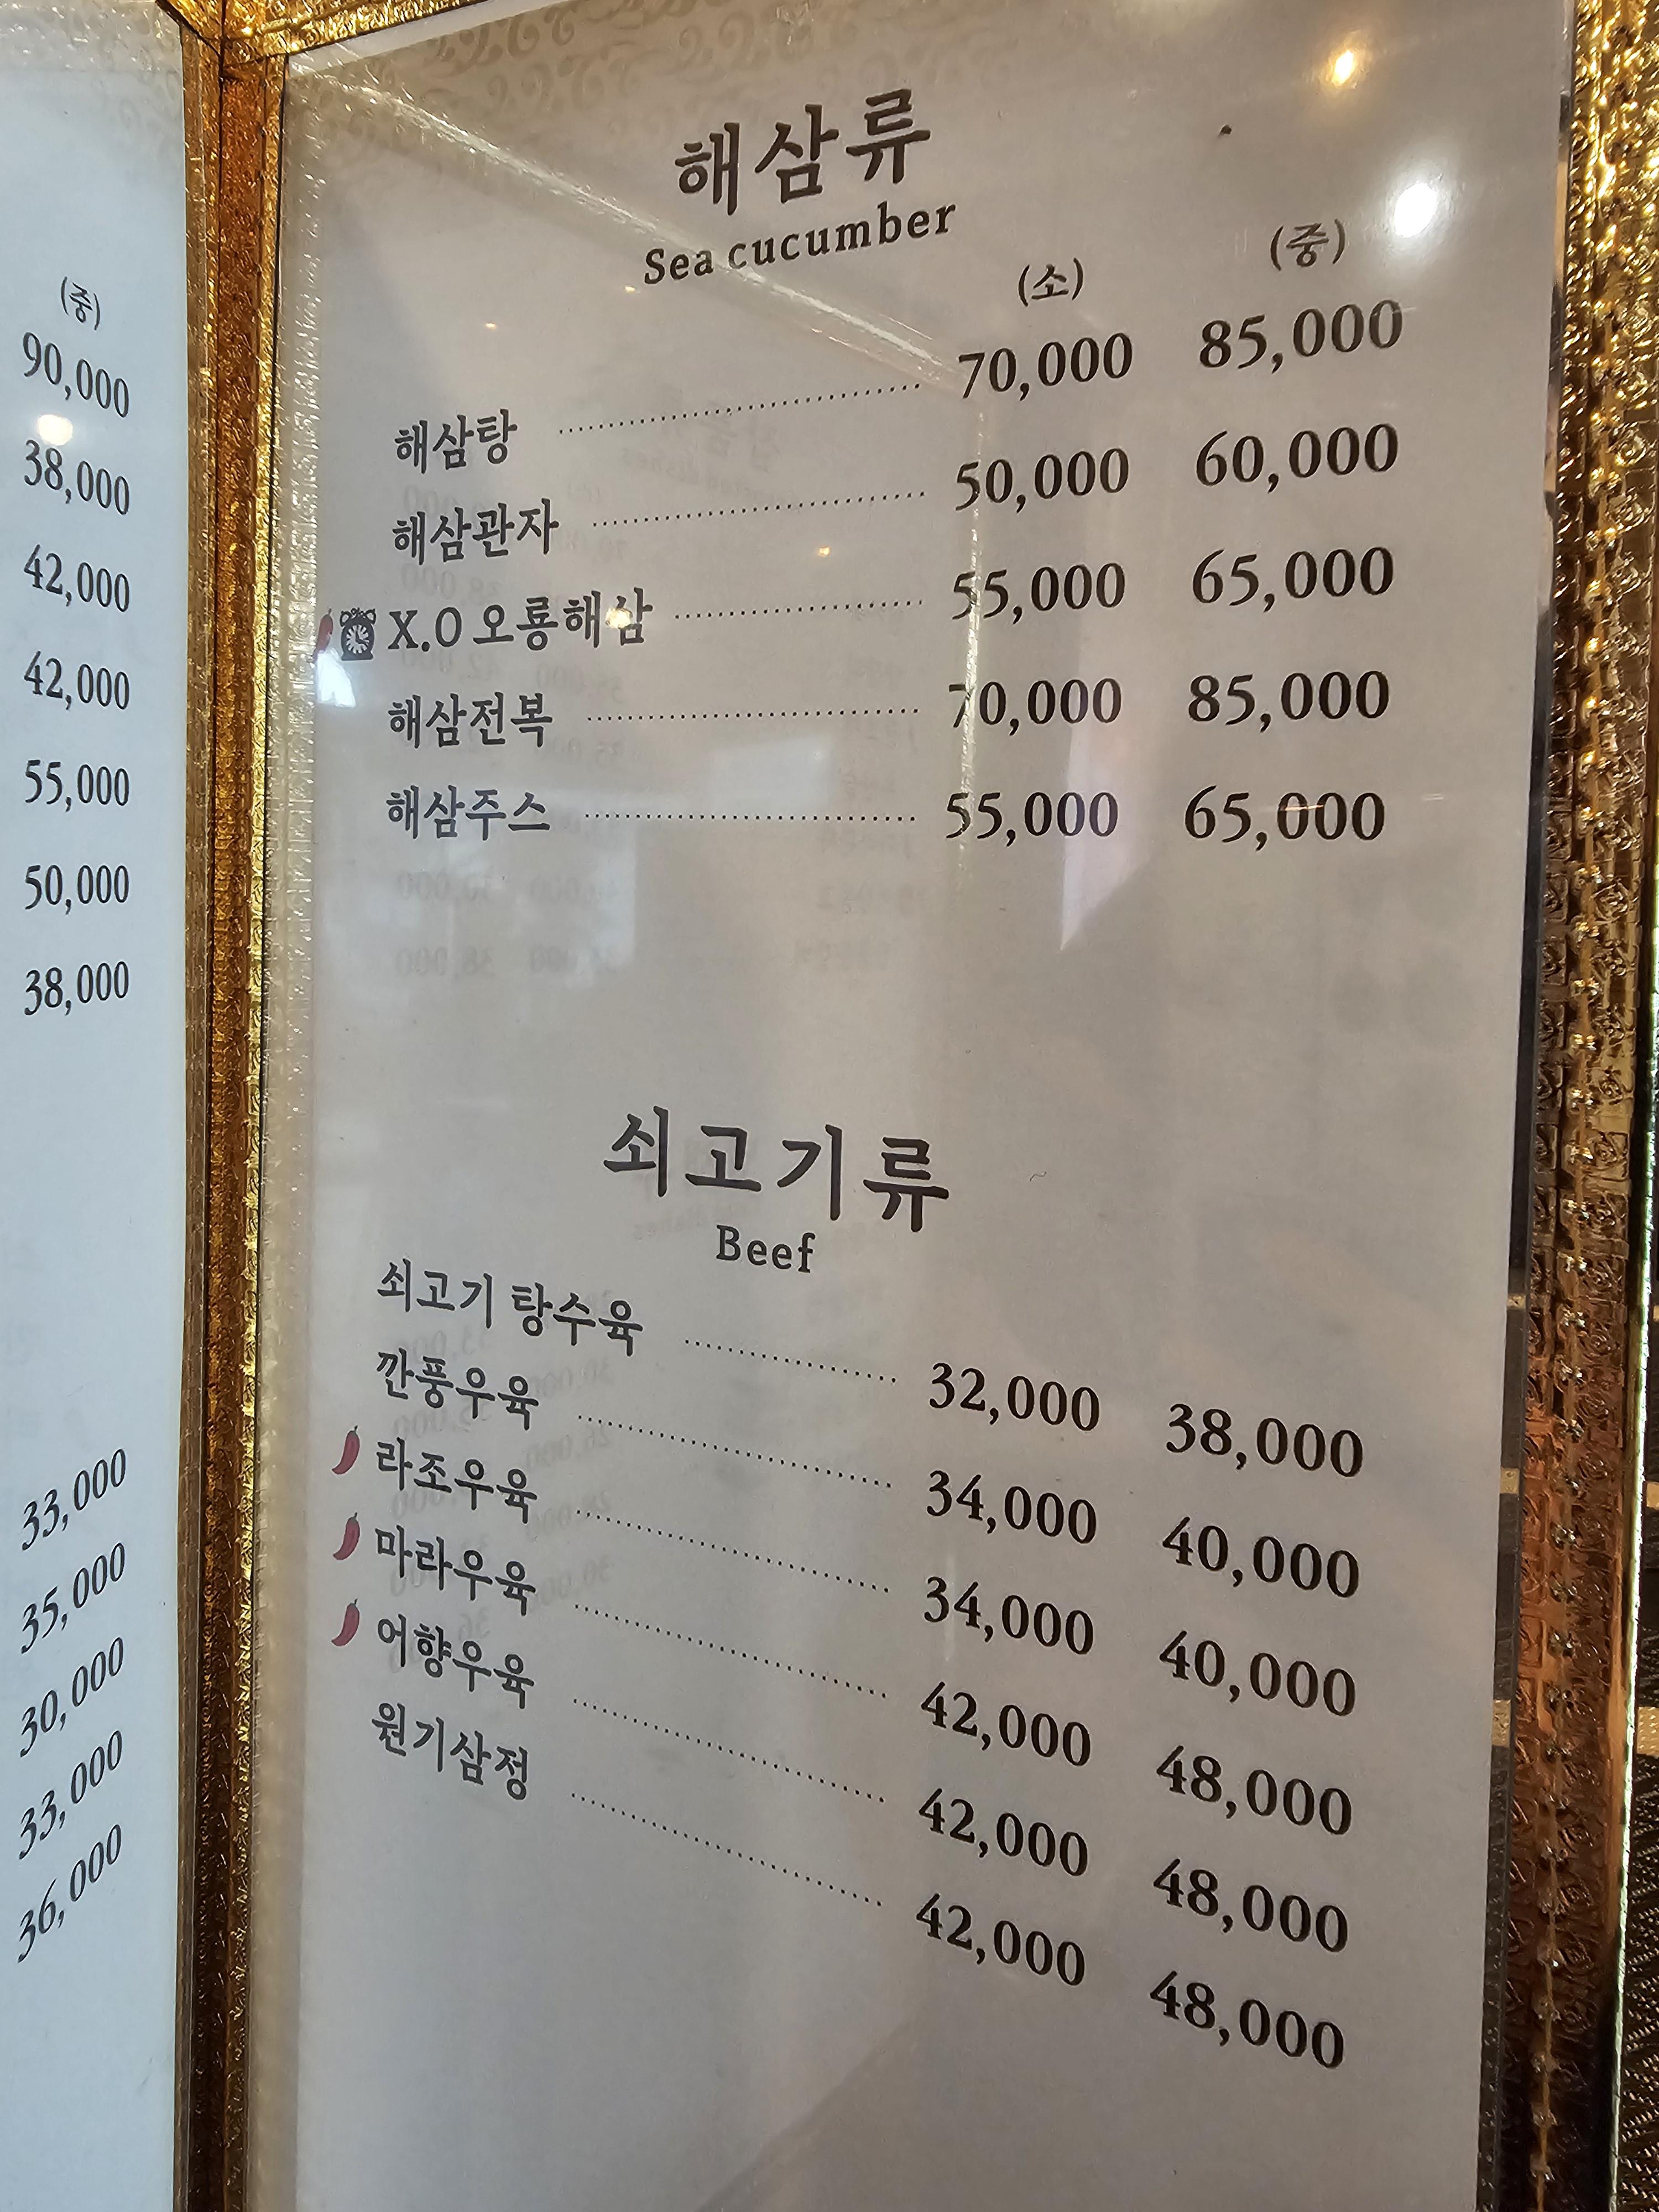 (중)
90,000
38,000
42,000
42,000
55,000
50,000
38,000
33,000
35,000
30,000
33,000
36,000
해삼류
Sea cucumber
(소) (중)
해삼탕 70,000 85,000
해삼관자 50,000 60,000
X.O 오룡해삼 55,000 65,000
해삼전복 70,000 85,000
해삼주스 55,000 65,000
쇠고기류
Beef
쇠고기 탕수육 32,000 38,000
깐풍우육 34,000 40,000
라조우육 34,000 40,000
마라우육 42,000 48,000
어향우육 42,000 48,000
원기삼정 42,000 48,000